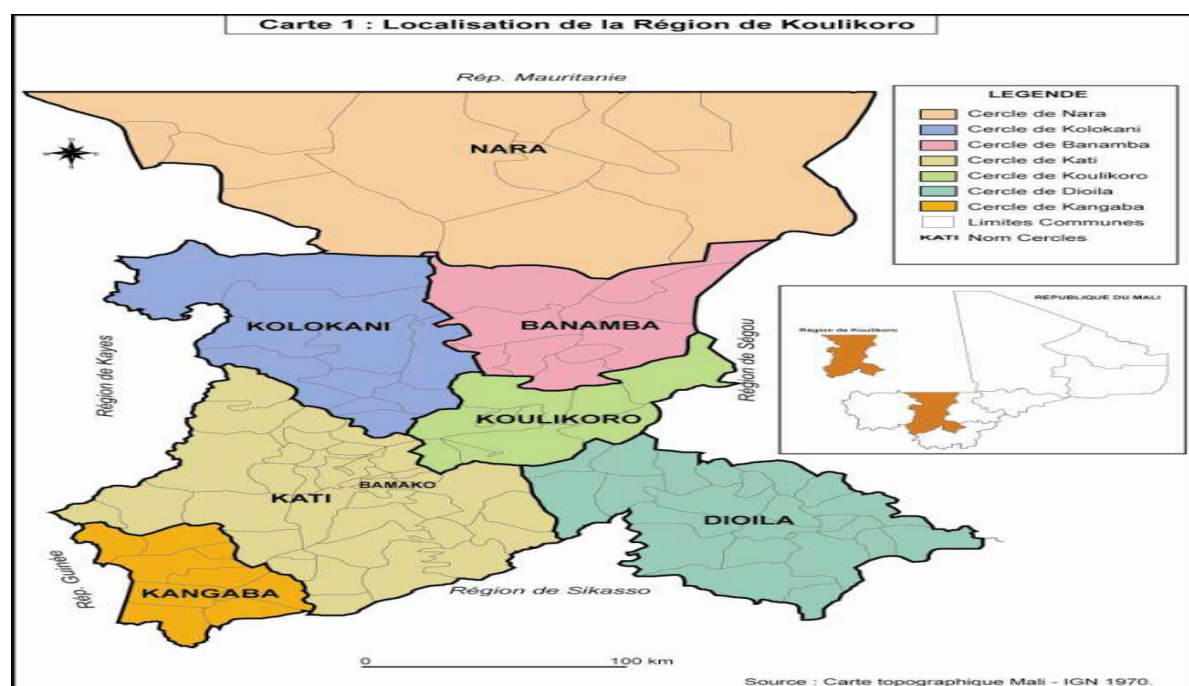 Carte 1 : Localisation de la Région de Koulikoro
Rép. Mauritanie
LEGENDE
Cercle de Nara
Cercle de Kolokani
Cercle de Banamba
Cercle de Kati
Cercle de Koulikoro
Cercle de Dioila
Cercle de Kangaba
Limites Communes
KATI Nom Cercles
NARA
KOLOKANI
BANAMBA
Région de Kayes
Région de Ségou
KOULIKORO
REPUBLIQUE DU MALI
Région de Koulikoro
KATI
BAMAKO
DIOILA
Rép. Guinée
KANGABA
Région de Sikasso
0 100 km
Source : Carte topographique Mali - IGN 1970.